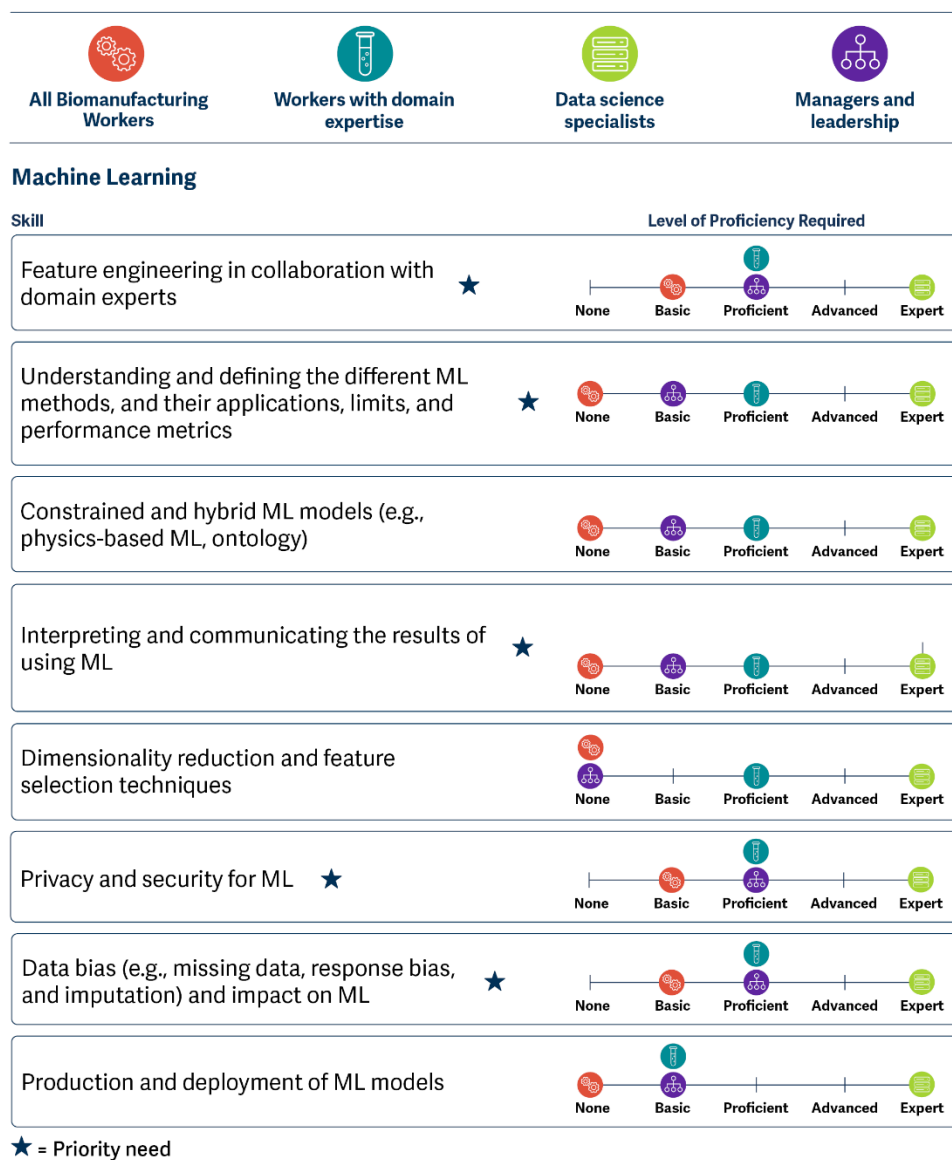 All Biomanufacturing
Workers
Workers with domain
expertise
Data science
specialists
Managers and
leadership
Machine Learning
Skill
Level of Proficiency Required
Feature engineering in collaboration with
domain experts ★
None Basic Proficient Advanced Expert
Understanding and defining the different ML
methods, and their applications, limits, and
performance metrics ★
None Basic Proficient Advanced Expert
Constrained and hybrid ML models (e.g.,
physics-based ML, ontology)
None Basic Proficient Advanced Expert
Interpreting and communicating the results of
using ML ★
None Basic Proficient Advanced Expert
Dimensionality reduction and feature
selection techniques
None Basic Proficient Advanced Expert
Privacy and security for ML ★
None Basic Proficient Advanced Expert
Data bias (e.g., missing data, response bias,
and imputation) and impact on ML ★
None Basic Proficient Advanced Expert
Production and deployment of ML models
None Basic Proficient Advanced Expert
★ = Priority need